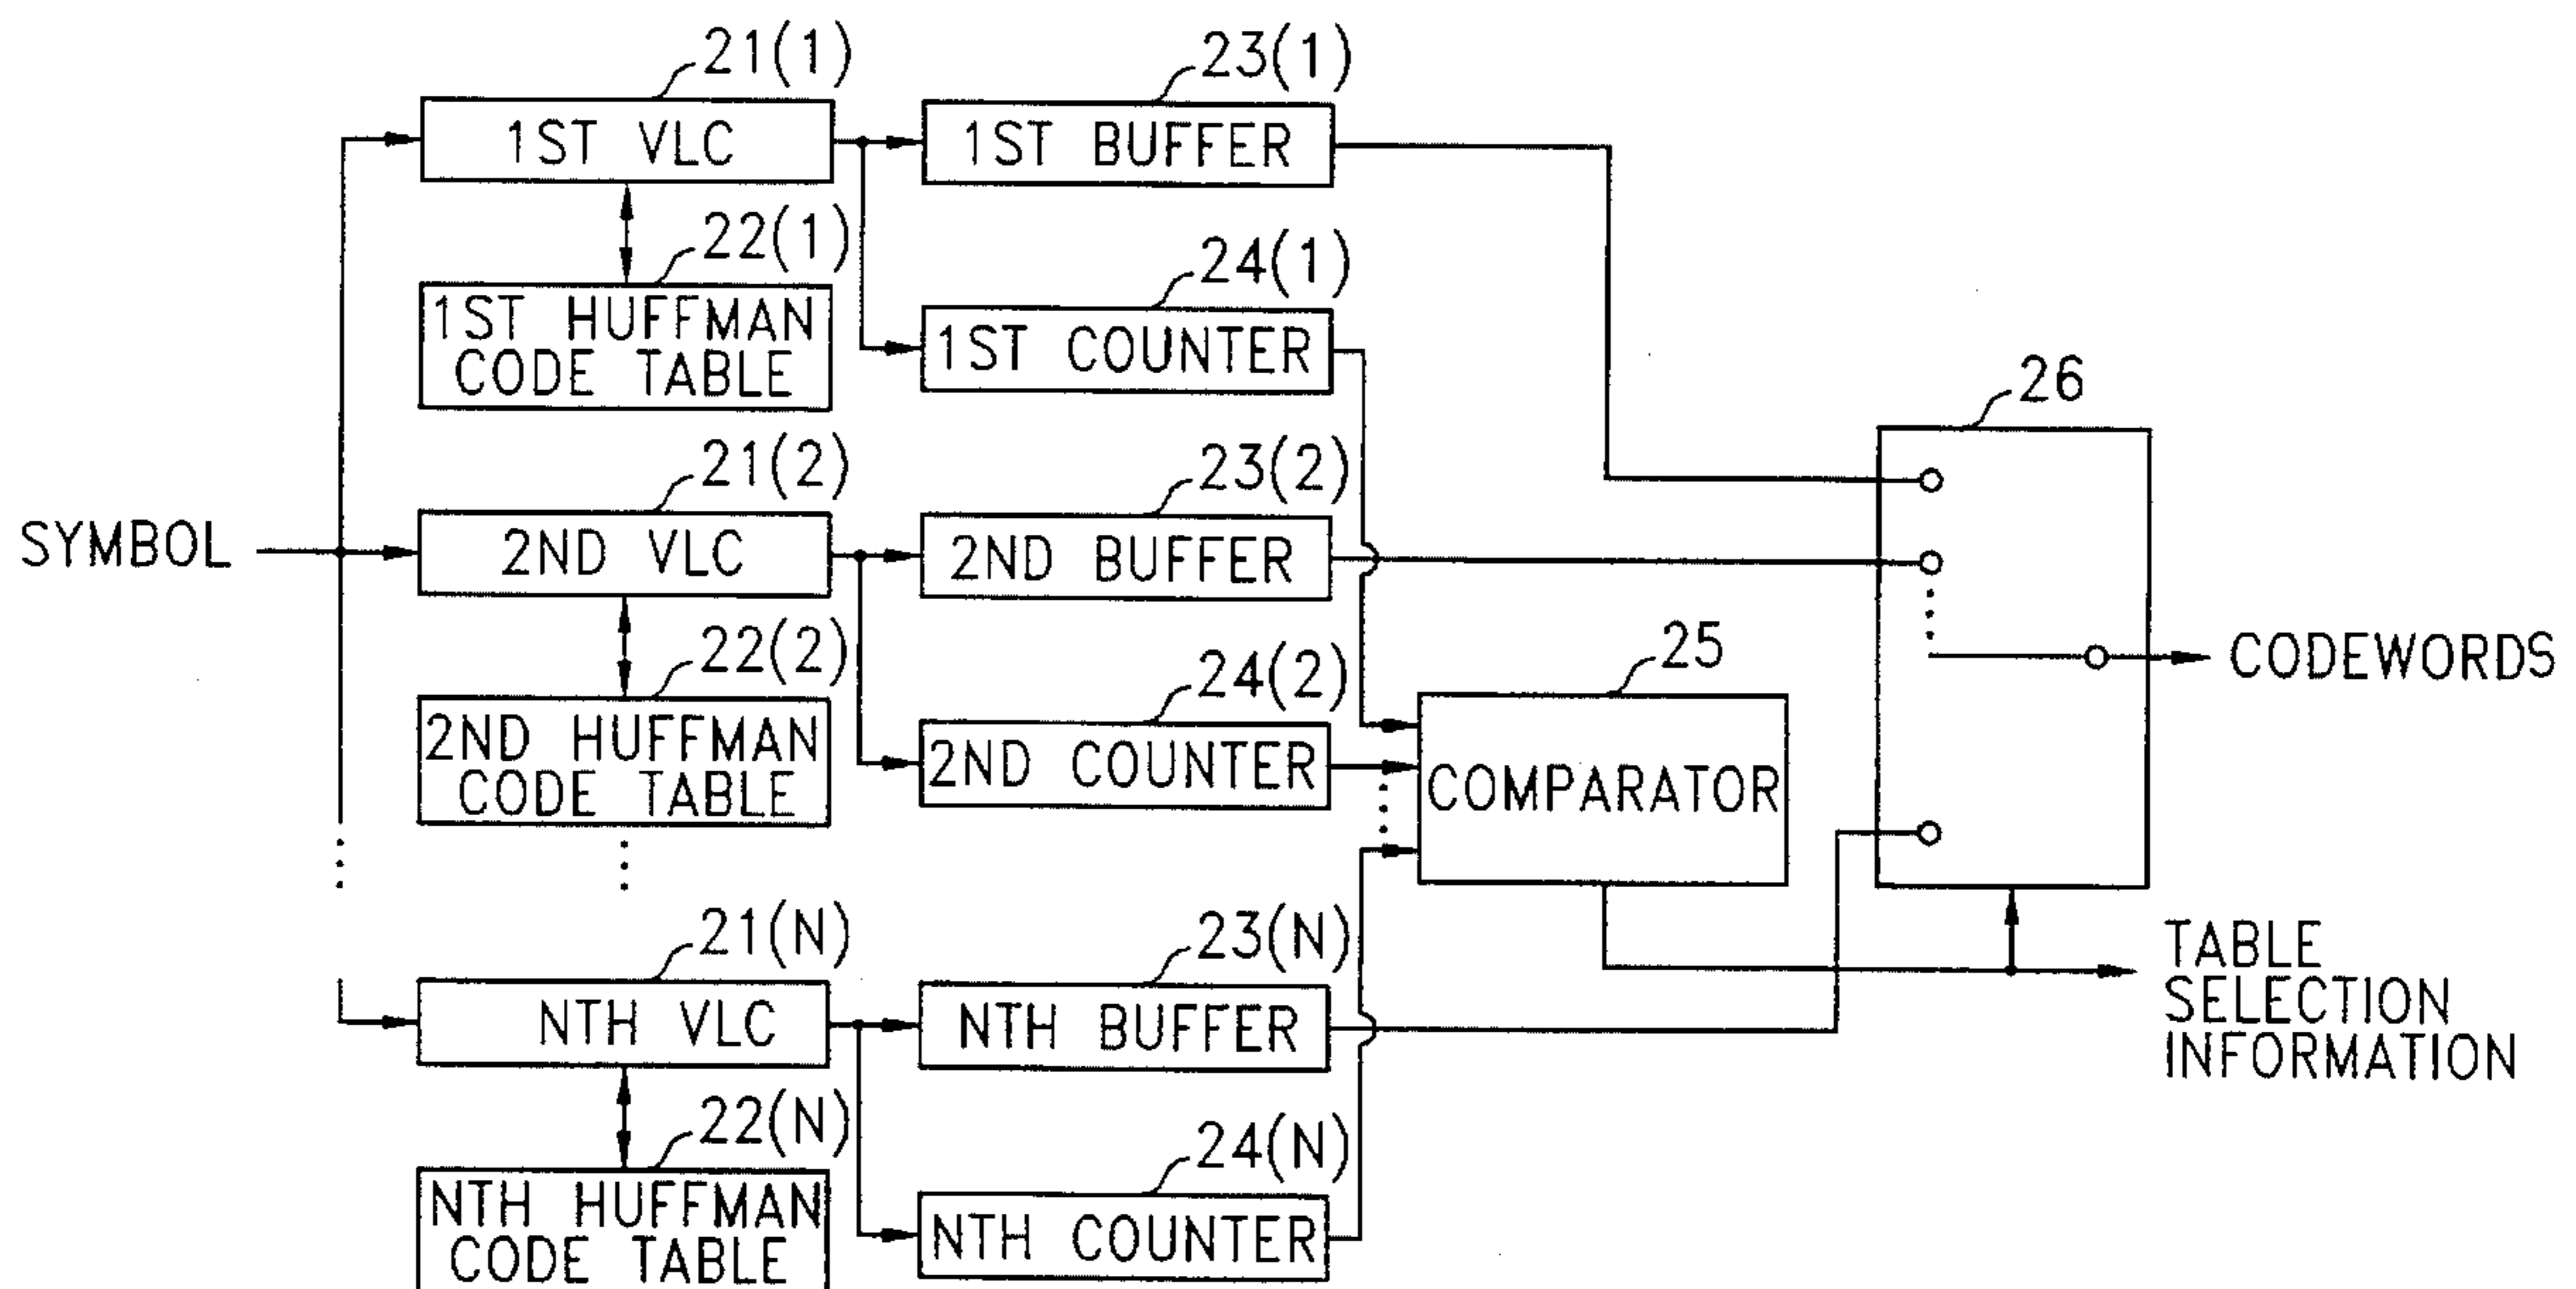 21(1)
1ST VLC
22(1)
1ST HUFFMAN
CODE TABLE
23(1)
1ST BUFFER
24(1)
1ST COUNTER
SYMBOL
21(2)
2ND VLC
22(2)
2ND HUFFMAN
CODE TABLE
23(2)
2ND BUFFER
24(2)
2ND COUNTER
25
COMPARATOR
26
CODEWORDS
TABLE
SELECTION
INFORMATION
21(N)
NTH VLC
22(N)
NTH HUFFMAN
CODE TABLE
23(N)
NTH BUFFER
24(N)
NTH COUNTER